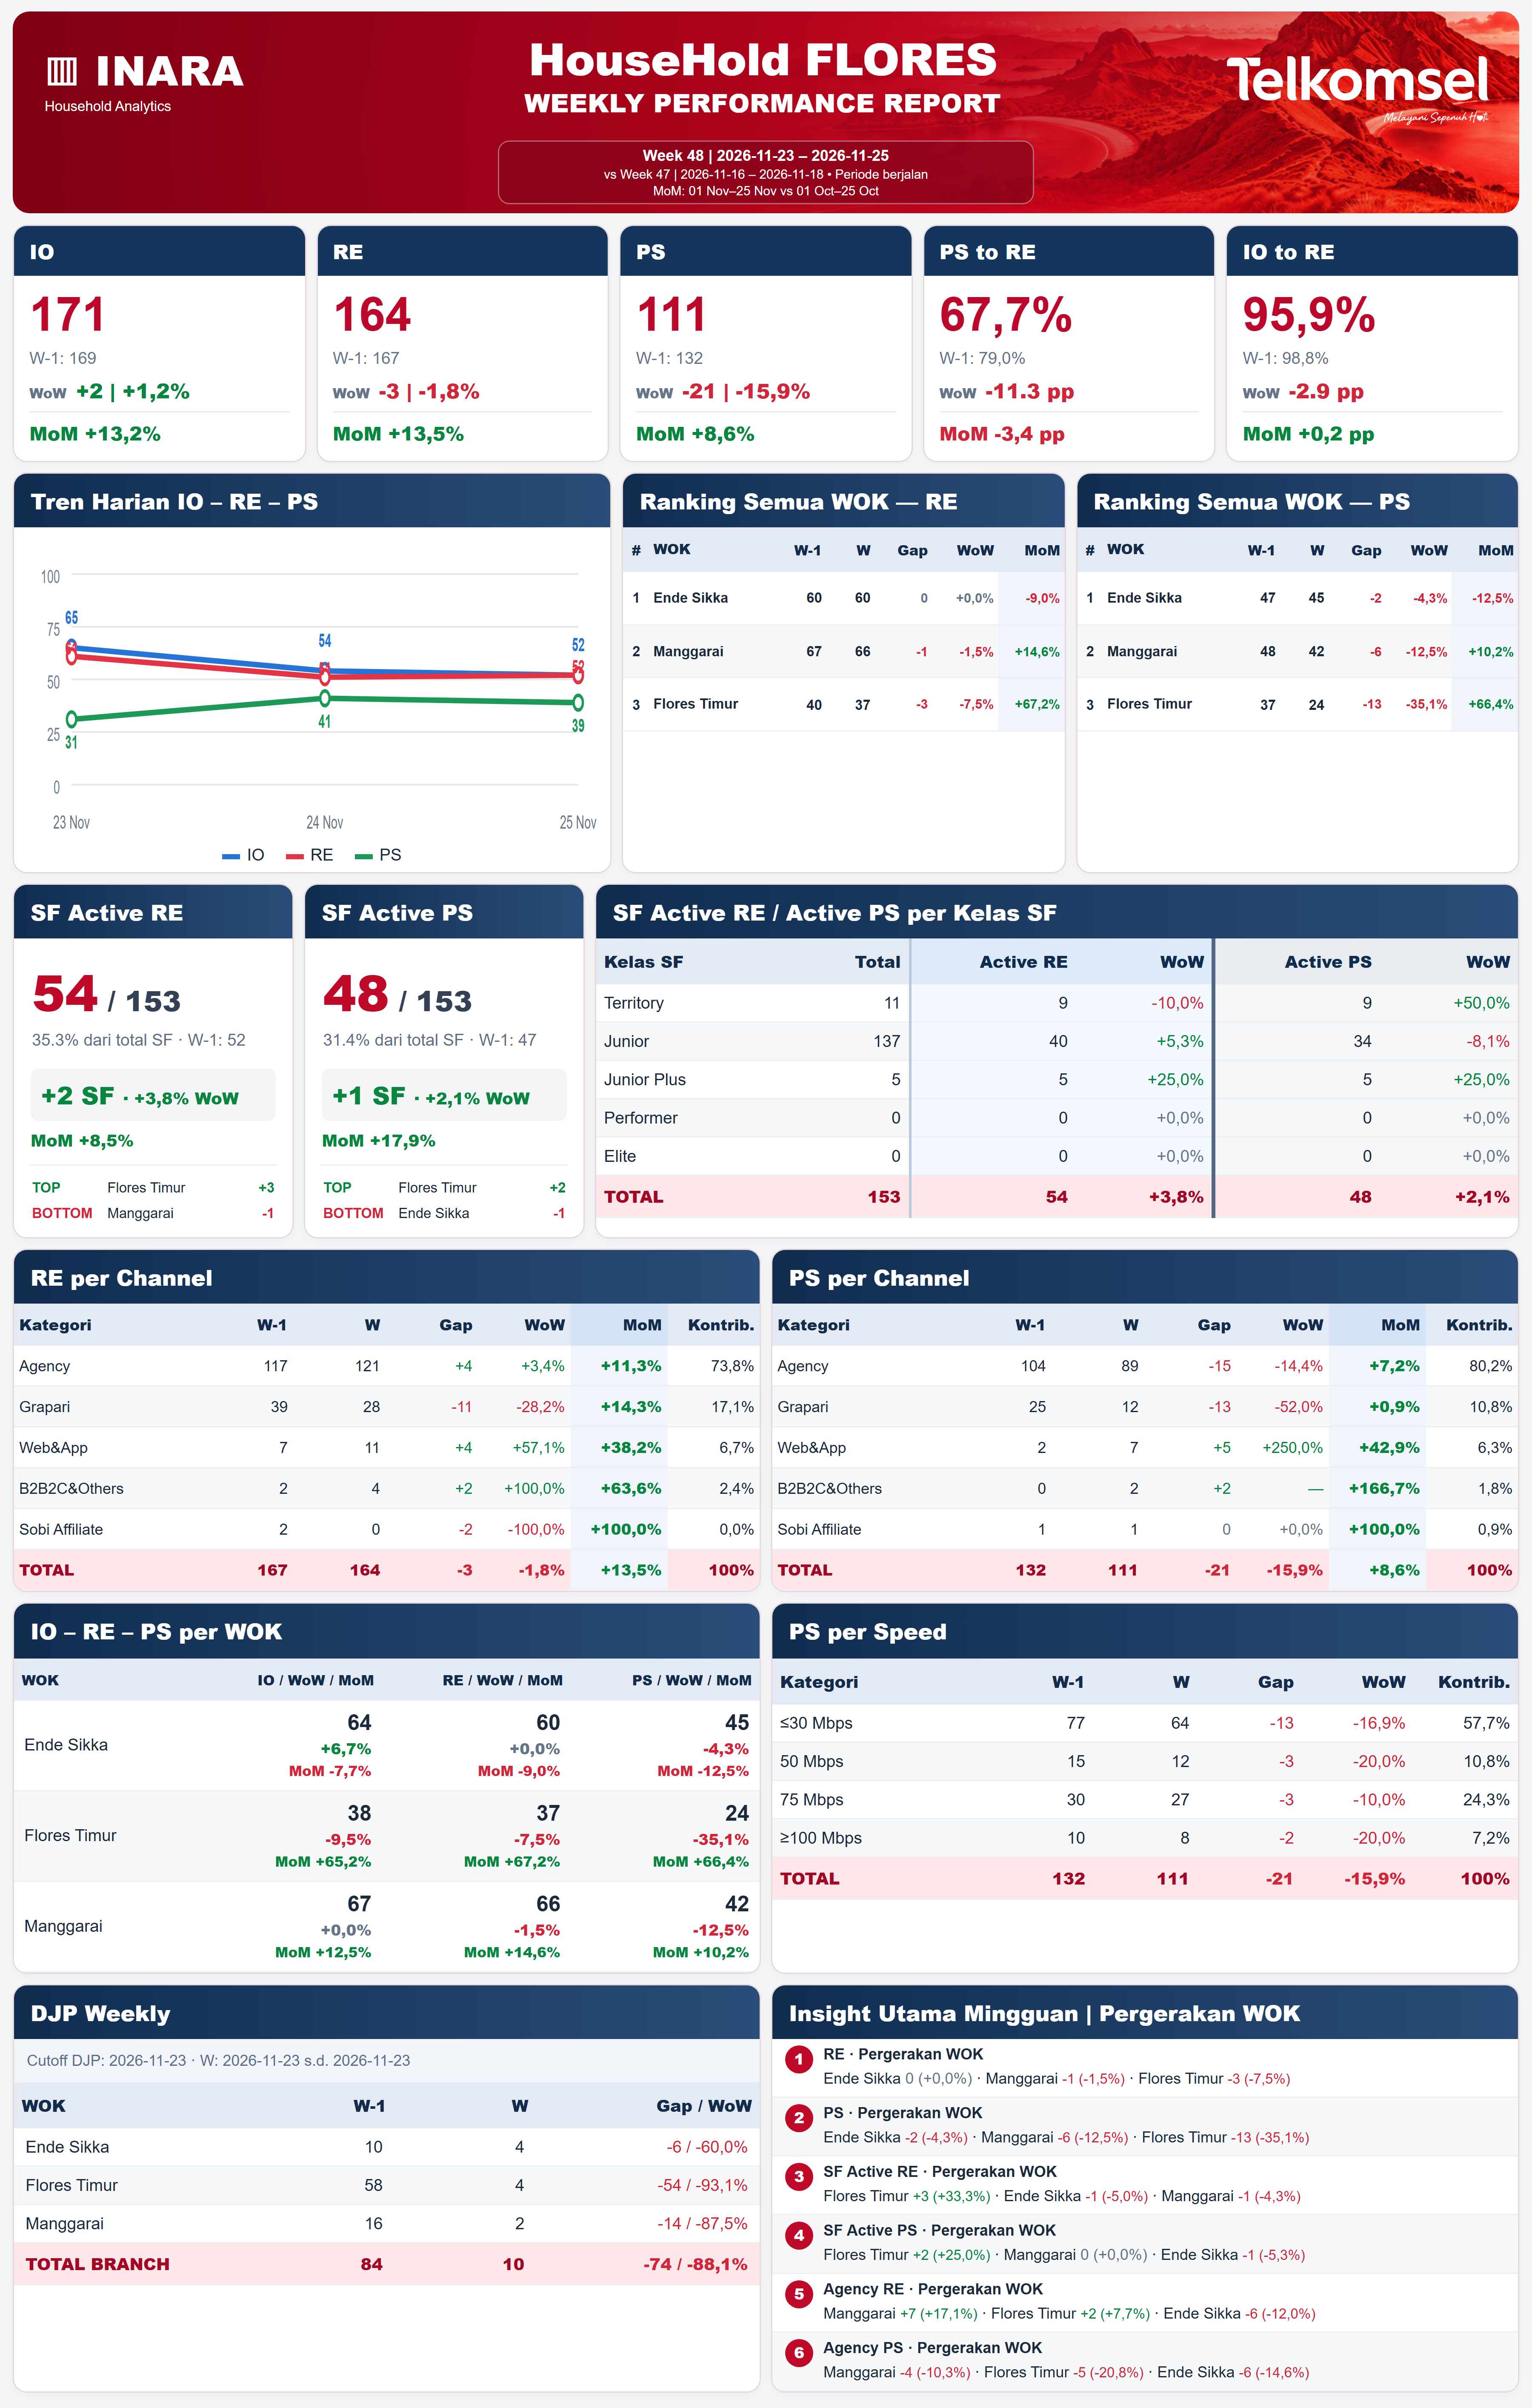 INARA
Household Analytics
HouseHold FLORES
WEEKLY PERFORMANCE REPORT
Week 48 | 2026-11-23 – 2026-11-25
vs Week 47 | 2026-11-16 – 2026-11-18 • Periode berjalan
MoM: 01 Nov–25 Nov vs 01 Oct–25 Oct
Telkomsel
Melayani Sepenuh Hati
IO
171
W-1: 169
WoW +2 | +1,2%
MoM +13,2%
RE
164
W-1: 167
WoW -3 | -1,8%
MoM +13,5%
PS
111
W-1: 132
WoW -21 | -15,9%
MoM +8,6%
PS to RE
67,7%
W-1: 79,0%
WoW -11.3 pp
MoM -3,4 pp
IO to RE
95,9%
W-1: 98,8%
WoW -2.9 pp
MoM +0,2 pp
Tren Harian IO – RE – PS
100
75
50
25
0
65
54
52
52
31
41
39
23 Nov 24 Nov 25 Nov
IO RE PS
Ranking Semua WOK — RE
# WOK W-1 W Gap WoW MoM
1 Ende Sikka 60 60 0 +0,0% -9,0%
2 Manggarai 67 66 -1 -1,5% +14,6%
3 Flores Timur 40 37 -3 -7,5% +67,2%
Ranking Semua WOK — PS
# WOK W-1 W Gap WoW MoM
1 Ende Sikka 47 45 -2 -4,3% -12,5%
2 Manggarai 48 42 -6 -12,5% +10,2%
3 Flores Timur 37 24 -13 -35,1% +66,4%
SF Active RE
54 / 153
35.3% dari total SF · W-1: 52
+2 SF · +3,8% WoW
MoM +8,5%
TOP Flores Timur +3
BOTTOM Manggarai -1
SF Active PS
48 / 153
31.4% dari total SF · W-1: 47
+1 SF · +2,1% WoW
MoM +17,9%
TOP Flores Timur +2
BOTTOM Ende Sikka -1
SF Active RE / Active PS per Kelas SF
Kelas SF Total Active RE WoW Active PS WoW
Territory 11 9 -10,0% 9 +50,0%
Junior 137 40 +5,3% 34 -8,1%
Junior Plus 5 5 +25,0% 5 +25,0%
Performer 0 0 +0,0% 0 +0,0%
Elite 0 0 +0,0% 0 +0,0%
TOTAL 153 54 +3,8% 48 +2,1%
RE per Channel
Kategori W-1 W Gap WoW MoM Kontrib.
Agency 117 121 +4 +3,4% +11,3% 73,8%
Grapari 39 28 -11 -28,2% +14,3% 17,1%
Web&App 7 11 +4 +57,1% +38,2% 6,7%
B2B2C&Others 2 4 +2 +100,0% +63,6% 2,4%
Sobi Affiliate 2 0 -2 -100,0% +100,0% 0,0%
TOTAL 167 164 -3 -1,8% +13,5% 100%
PS per Channel
Kategori W-1 W Gap WoW MoM Kontrib.
Agency 104 89 -15 -14,4% +7,2% 80,2%
Grapari 25 12 -13 -52,0% +0,9% 10,8%
Web&App 2 7 +5 +250,0% +42,9% 6,3%
B2B2C&Others 0 2 +2 — +166,7% 1,8%
Sobi Affiliate 1 1 0 +0,0% +100,0% 0,9%
TOTAL 132 111 -21 -15,9% +8,6% 100%
IO – RE – PS per WOK
WOK IO / WoW / MoM RE / WoW / MoM PS / WoW / MoM
64 60 45
Ende Sikka +6,7% +0,0% -4,3%
MoM -7,7% MoM -9,0% MoM -12,5%
38 37 24
Flores Timur -9,5% -7,5% -35,1%
MoM +65,2% MoM +67,2% MoM +66,4%
67 66 42
Manggarai +0,0% -1,5% -12,5%
MoM +12,5% MoM +14,6% MoM +10,2%
PS per Speed
Kategori W-1 W Gap WoW Kontrib.
≤30 Mbps 77 64 -13 -16,9% 57,7%
50 Mbps 15 12 -3 -20,0% 10,8%
75 Mbps 30 27 -3 -10,0% 24,3%
≥100 Mbps 10 8 -2 -20,0% 7,2%
TOTAL 132 111 -21 -15,9% 100%
DJP Weekly
Cutoff DJP: 2026-11-23 · W: 2026-11-23 s.d. 2026-11-23
WOK W-1 W Gap / WoW
Ende Sikka 10 4 -6 / -60,0%
Flores Timur 58 4 -54 / -93,1%
Manggarai 16 2 -14 / -87,5%
TOTAL BRANCH 84 10 -74 / -88,1%
Insight Utama Mingguan | Pergerakan WOK
1 RE · Pergerakan WOK
Ende Sikka 0 (+0,0%) · Manggarai -1 (-1,5%) · Flores Timur -3 (-7,5%)
2 PS · Pergerakan WOK
Ende Sikka -2 (-4,3%) · Manggarai -6 (-12,5%) · Flores Timur -13 (-35,1%)
3 SF Active RE · Pergerakan WOK
Flores Timur +3 (+33,3%) · Ende Sikka -1 (-5,0%) · Manggarai -1 (-4,3%)
4 SF Active PS · Pergerakan WOK
Flores Timur +2 (+25,0%) · Manggarai 0 (+0,0%) · Ende Sikka -1 (-5,3%)
5 Agency RE · Pergerakan WOK
Manggarai +7 (+17,1%) · Flores Timur +2 (+7,7%) · Ende Sikka -6 (-12,0%)
6 Agency PS · Pergerakan WOK
Manggarai -4 (-10,3%) · Flores Timur -5 (-20,8%) · Ende Sikka -6 (-14,6%)